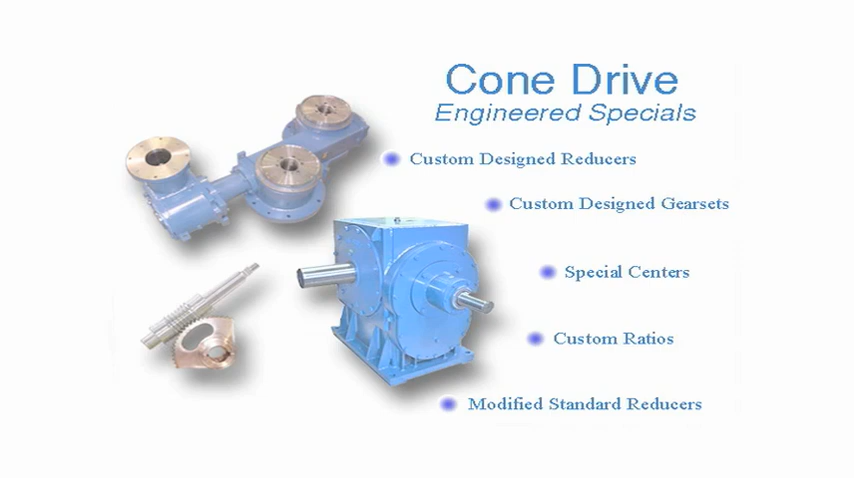 Cone Drive
Engineered Specials
Custom Designed Reducers
Custom Designed Gearsets
Special Centers
Custom Ratios
Modified Standard Reducers